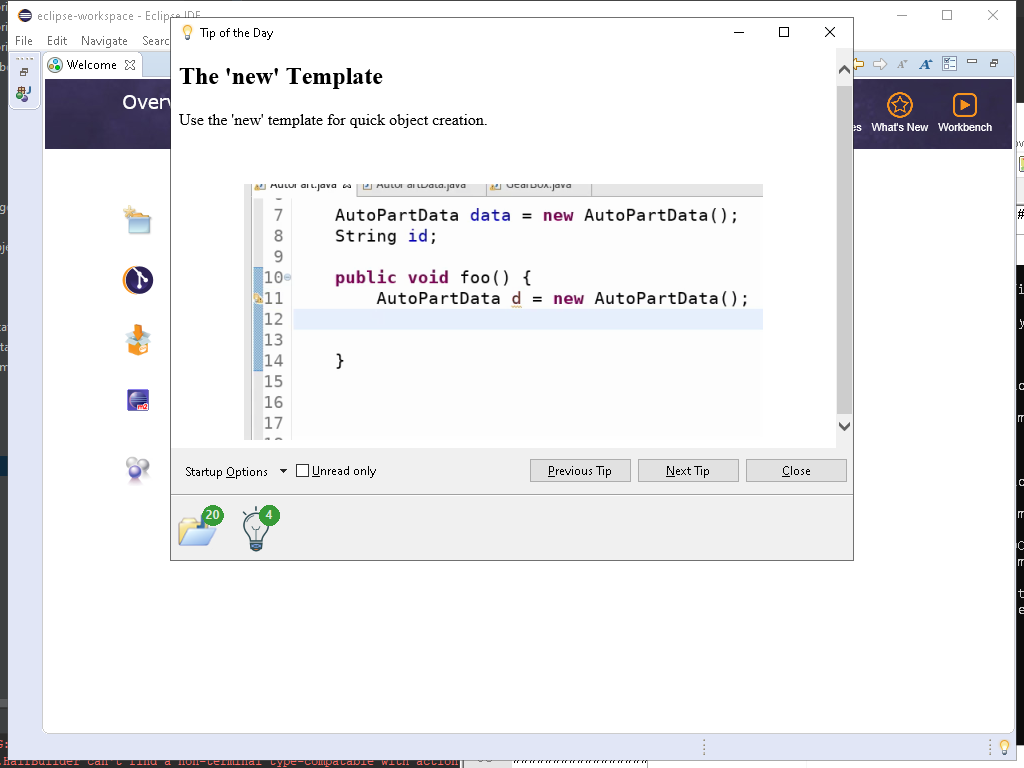 eclipse-workspace - Eclipse IDE
File Edit Navigate Searc
Tip of the Day
Welcome
Overv
What's New
Workbench
The 'new' Template
Use the 'new' template for quick object creation.
AutoPart.java AutoPartData.java GearBox.java
7 AutoPartData data = new AutoPartData();
8 String id;
9
10 public void foo() {
11 AutoPartData d = new AutoPartData();
12
13
14 }
15
16
17
Startup Options Unread only Previous Tip Next Tip Close
20 4
.HallBuilder can't find a non-terminal type-compatable with action